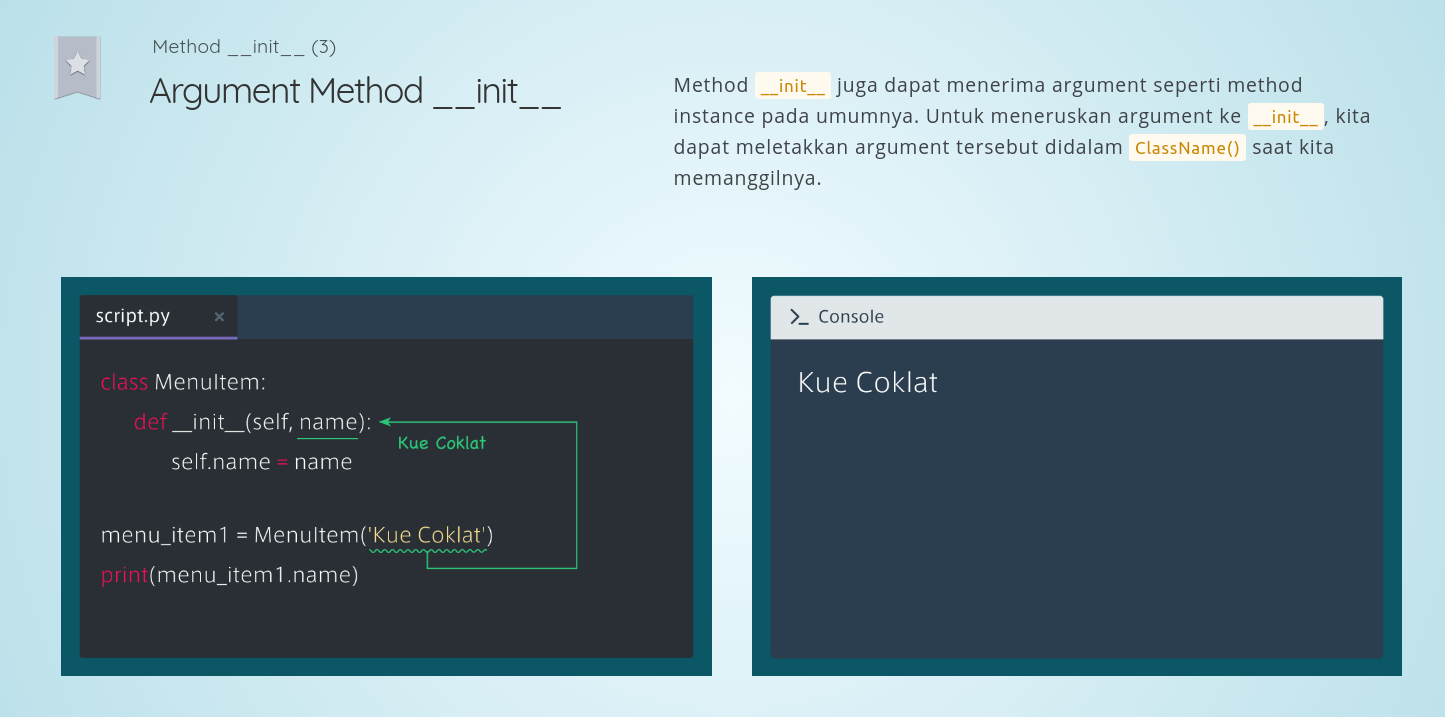 Method __init__ (3)
Argument Method __init__
Method __init__ juga dapat menerima argument seperti method
instance pada umumnya. Untuk meneruskan argument ke __init__, kita
dapat meletakkan argument tersebut didalam ClassName() saat kita
memanggilnya.
script.py ×
class MenuItem:
def __init__(self, name):
Kue Coklat
self.name = name
menu_item1 = MenuItem('Kue Coklat')
print(menu_item1.name)
>_ Console
Kue Coklat